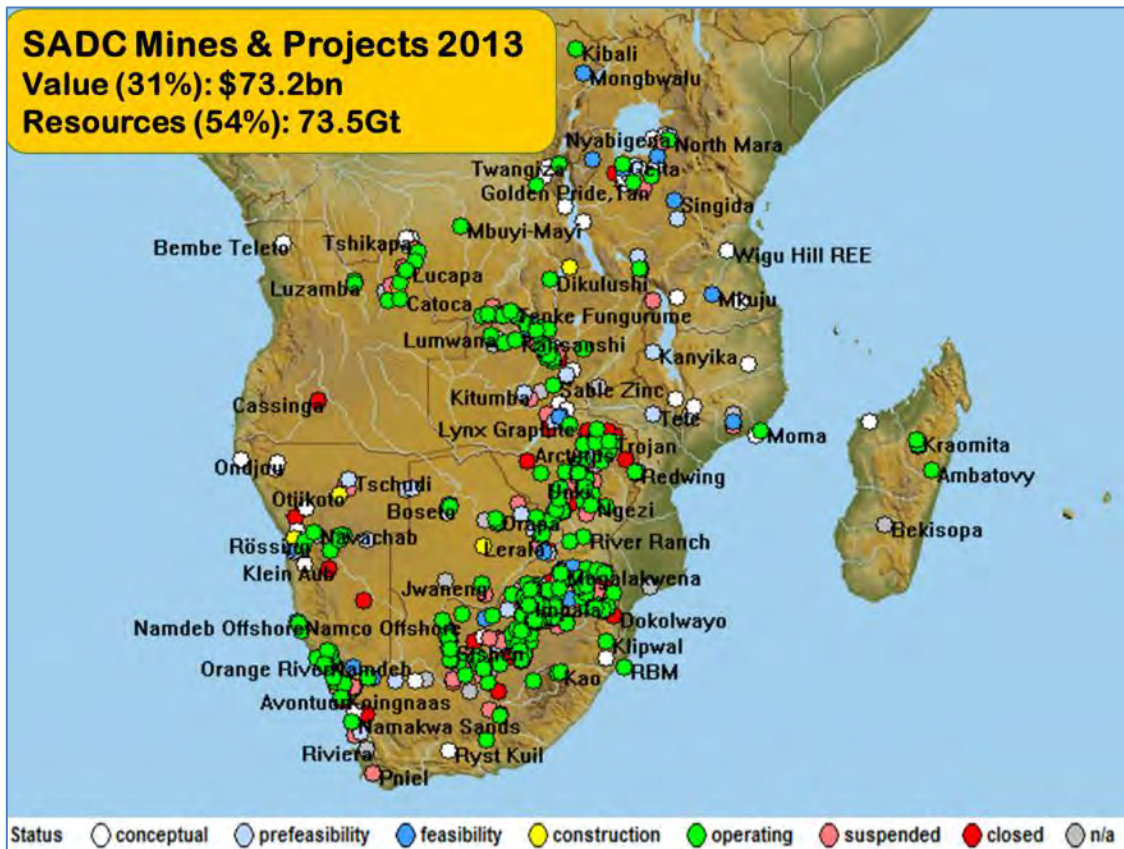 SADC Mines & Projects 2013
Value (31%): $73.2bn
Resources (54%): 73.5Gt
Kibali
Mongbwalu
Nyabigena
North Mara
Twangiza
Geita
Golden Pride,Tan
Singida
Mbuyi-Mayi
Bembe Teleto
Tshikapa
Wigu Hill REE
Lucapa
Dikulushi
Luzamba
Catoca
Mkuju
Tenke Fungurume
Lumwana
Kansanshi
Kanyika
Kitumba
Sable Zinc
Cassinga
Tete
Lynx Graphite
Moma
Trojan
Kraomita
Arcturus
Ondjou
Redwing
Ambatovy
Tschudi
Otjikoto
Unki
Boseto
Ngezi
Orapa
Bekisopa
Navachab
Rössing
Lerala
River Ranch
Klein Aub
Jwaneng
Mogalakwena
Impala
Dokolwayo
Namdeb Offshore
Namco Offshore
Klipwal
Sishen
Orange River
Namdeb
Kao
RBM
Avontuur
Koingnaas
Namakwa Sands
Riviera
Ryst Kuil
Pniel
Status conceptual prefeasibility feasibility construction operating suspended closed n/a